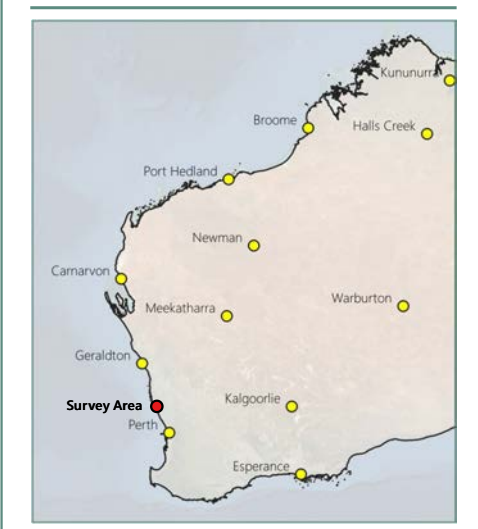 Kununurra
Broome
Halls Creek
Port Hedland
Newman
Carnarvon
Warburton
Meekatharra
Geraldton
Kalgoorlie
Survey Area
Perth
Esperance